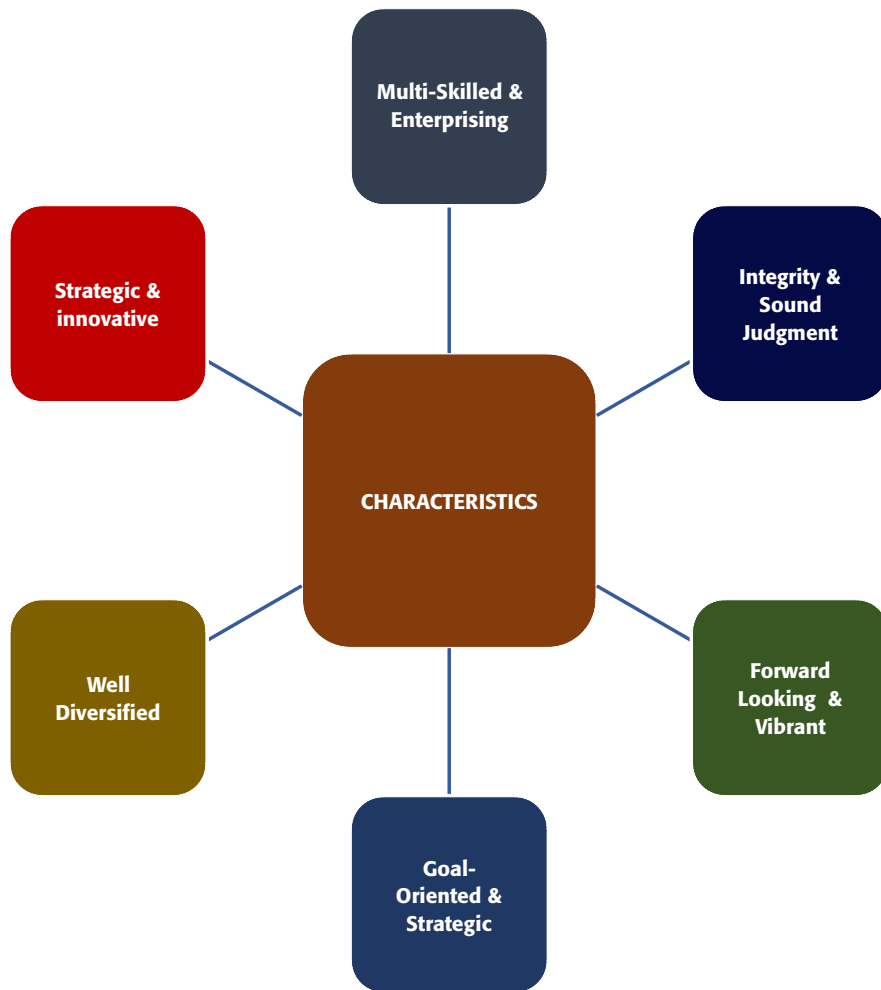 Multi-Skilled &
Enterprising
Strategic &
innovative
Integrity &
Sound
Judgment
CHARACTERISTICS
Well
Diversified
Forward
Looking  &
Vibrant
Goal-
Oriented &
Strategic